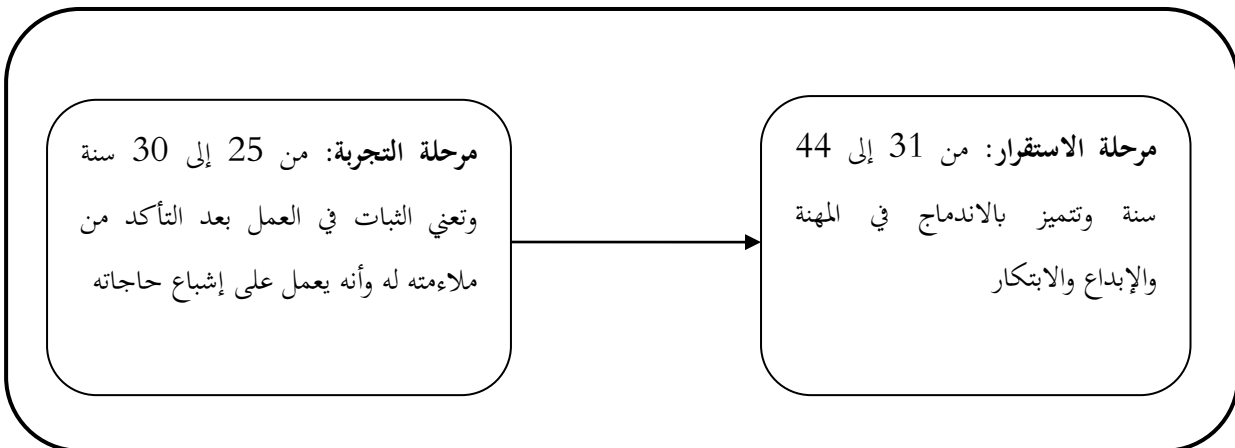 مرحلة التجربة: من 25 إلى 30 سنة
وتعني الثبات في العمل بعد التأكد من
ملاءمته له وأنه يعمل على إشباع حاجاته
مرحلة الاستقرار: من 31 إلى 44
سنة وتتميز بالاندماج في المهنة
والإبداع والابتكار